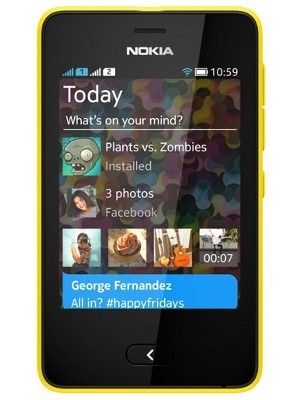 NOKIA
1 2 10:59
Today
What's on your mind?
Plants vs. Zombies
Installed
3 photos
Facebook
00:07
George Fernandez
All in? #happyfridays